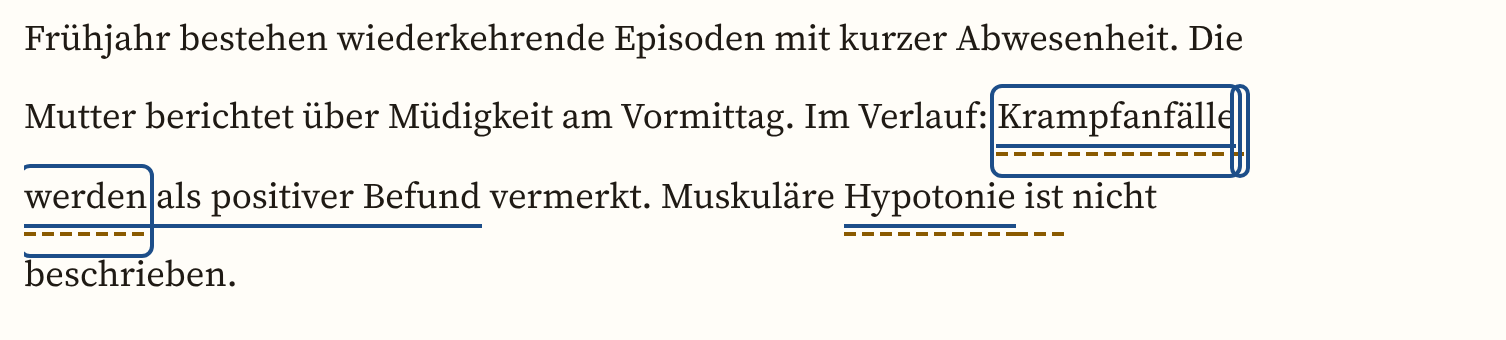 Frühjahr bestehen wiederkehrende Episoden mit kurzer Abwesenheit. Die
Mutter berichtet über Müdigkeit am Vormittag. Im Verlauf: Krampfanfälle
werden als positiver Befund vermerkt. Muskuläre Hypotonie ist nicht
beschrieben.